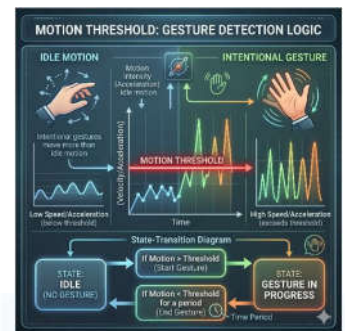 MOTION THRESHOLD: GESTURE DETECTION LOGIC
IDLE MOTION
Motion
Intensity
(Acceleration)
Idle motion
INTENTIONAL GESTURE
Intentional gestures
move more than
idle motion
(Velocity/Acceleration)
MOTION THRESHOLD
Time
Low Speed/Acceleration
(below threshold)
High Speed/Acceleration
(exceeds threshold)
State-Transition Diagram
STATE:
IDLE
(NO GESTURE)
If Motion > Threshold
(Start Gesture)
If Motion < Threshold
for a period
(End Gesture)
Time Period
STATE:
GESTURE IN
PROGRESS